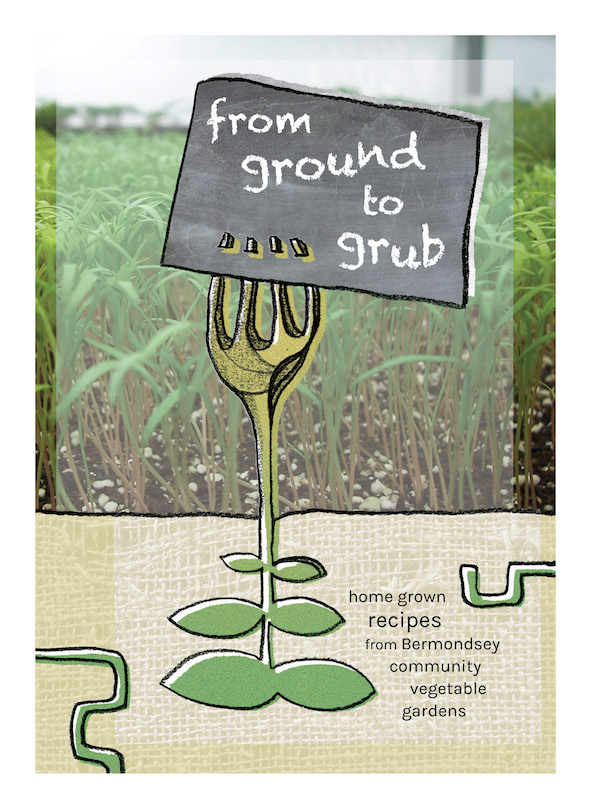 from
ground
to
grub
home grown
recipes
from Bermondsey
community
vegetable
gardens